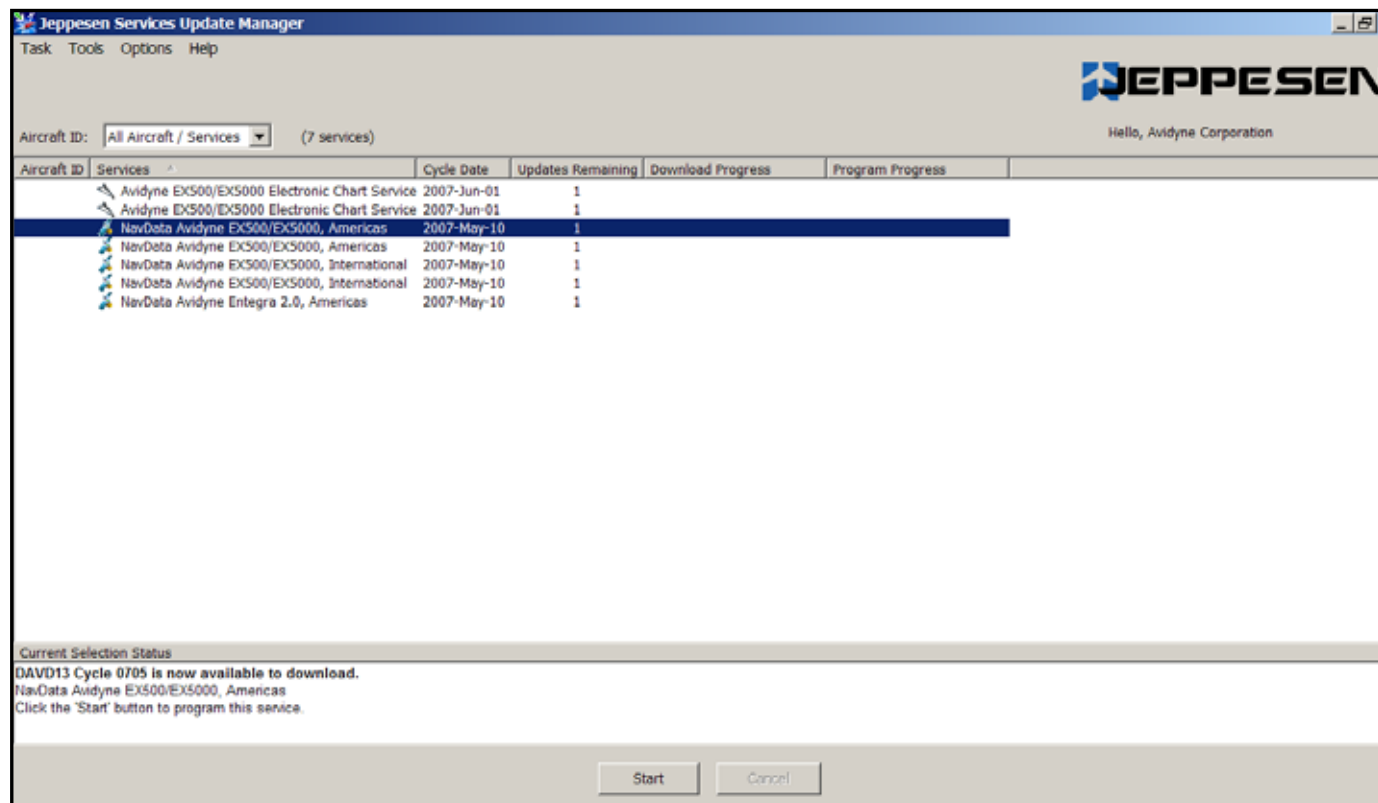 Jeppesen Services Update Manager
Task Tools Options Help
JEPPESEN
Aircraft ID: All Aircraft / Services (7 services) Hello, Avidyne Corporation
Aircraft ID Services Cycle Date Updates Remaining Download Progress Program Progress
Avidyne EX500/EX5000 Electronic Chart Service 2007-Jun-01 1
Avidyne EX500/EX5000 Electronic Chart Service 2007-Jun-01 1
NavData Avidyne EX500/EX5000, Americas 2007-May-10 1
NavData Avidyne EX500/EX5000, Americas 2007-May-10 1
NavData Avidyne EX500/EX5000, International 2007-May-10 1
NavData Avidyne EX500/EX5000, International 2007-May-10 1
NavData Avidyne Entegra 2.0, Americas 2007-May-10 1
Current Selection Status
DAVD13 Cycle 0705 is now available to download.
NavData Avidyne EX500/EX5000, Americas
Click the 'Start' button to program this service.
Start Cancel